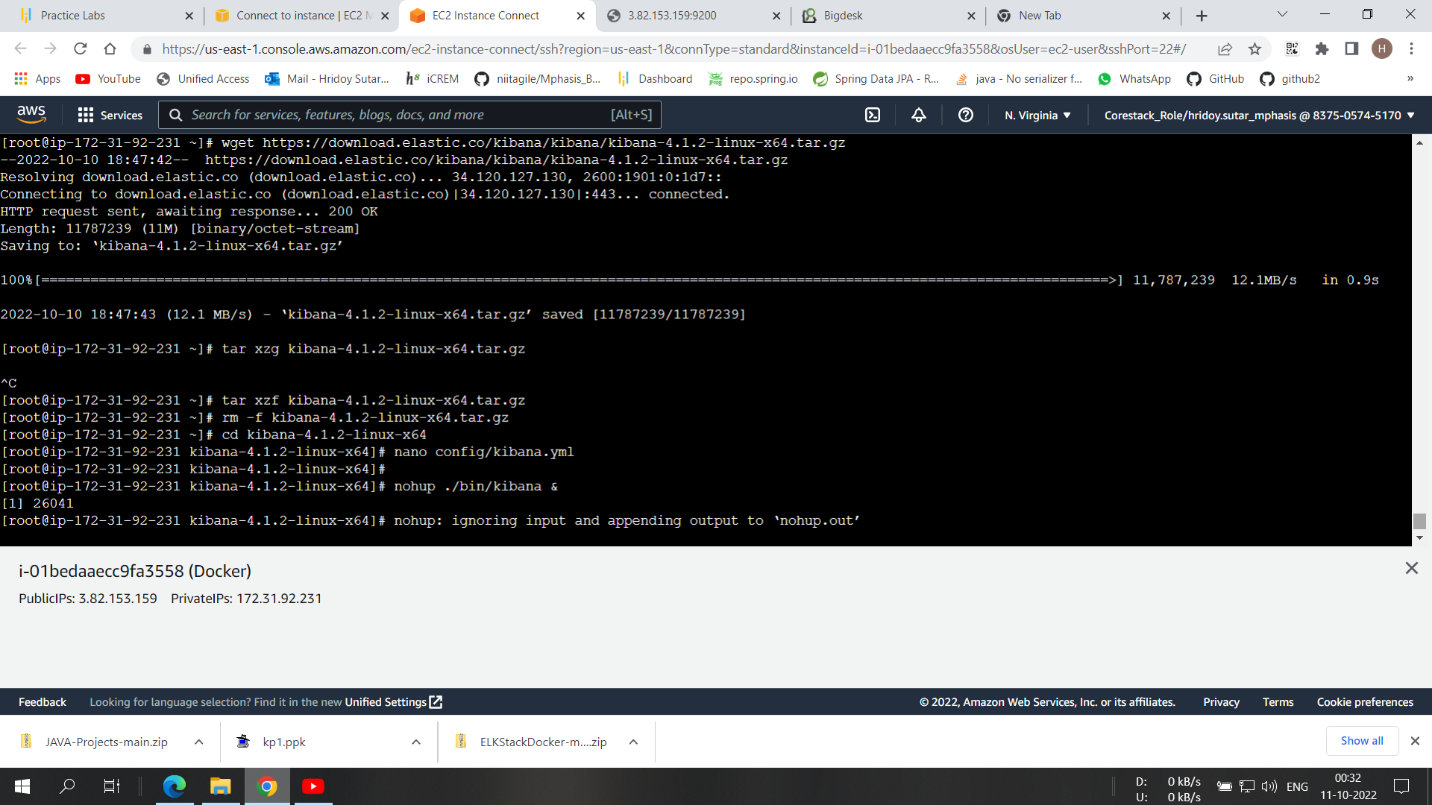 Practice Labs
Connect to instance | EC2 M
EC2 Instance Connect
3.82.153.159:9200
Bigdesk
New Tab
https://us-east-1.console.aws.amazon.com/ec2-instance-connect/ssh?region=us-east-1&connType=standard&instanceId=i-01bedaaecc9fa3558&osUser=ec2-user&sshPort=22#/
H
Apps
YouTube
Unified Access
Mail - Hridoy Sutar...
iCREM
niitagile/Mphasis_B...
Dashboard
repo.spring.io
Spring Data JPA - R...
java - No serializer f...
WhatsApp
GitHub
github2
»
aws
Services
Search for services, features, blogs, docs, and more
[Alt+S]
N. Virginia
Corestack_Role/hridoy.sutar_mphasis @ 8375-0574-5170
[root@ip-172-31-92-231 ~]# wget https://download.elastic.co/kibana/kibana/kibana-4.1.2-linux-x64.tar.gz
--2022-10-10 18:47:42--  https://download.elastic.co/kibana/kibana/kibana-4.1.2-linux-x64.tar.gz
Resolving download.elastic.co (download.elastic.co)... 34.120.127.130, 2600:1901:0:1d7::
Connecting to download.elastic.co (download.elastic.co)|34.120.127.130|:443... connected.
HTTP request sent, awaiting response... 200 OK
Length: 11787239 (11M) [binary/octet-stream]
Saving to: ‘kibana-4.1.2-linux-x64.tar.gz’
100%[==================================================================================================================================>] 11,787,239  12.1MB/s   in 0.9s
2022-10-10 18:47:43 (12.1 MB/s) - ‘kibana-4.1.2-linux-x64.tar.gz’ saved [11787239/11787239]
[root@ip-172-31-92-231 ~]# tar xzg kibana-4.1.2-linux-x64.tar.gz
^C
[root@ip-172-31-92-231 ~]# tar xzf kibana-4.1.2-linux-x64.tar.gz
[root@ip-172-31-92-231 ~]# rm -f kibana-4.1.2-linux-x64.tar.gz
[root@ip-172-31-92-231 ~]# cd kibana-4.1.2-linux-x64
[root@ip-172-31-92-231 kibana-4.1.2-linux-x64]# nano config/kibana.yml
[root@ip-172-31-92-231 kibana-4.1.2-linux-x64]#
[root@ip-172-31-92-231 kibana-4.1.2-linux-x64]# nohup ./bin/kibana &
[1] 26041
[root@ip-172-31-92-231 kibana-4.1.2-linux-x64]# nohup: ignoring input and appending output to ‘nohup.out’
i-01bedaaecc9fa3558 (Docker)
PublicIPs: 3.82.153.159 PrivateIPs: 172.31.92.231
Feedback
Looking for language selection? Find it in the new Unified Settings
© 2022, Amazon Web Services, Inc. or its affiliates.
Privacy
Terms
Cookie preferences
JAVA-Projects-main.zip
kp1.ppk
ELKStackDocker-m....zip
Show all
D: 0 kB/s
U: 0 kB/s
ENG
00:32
11-10-2022